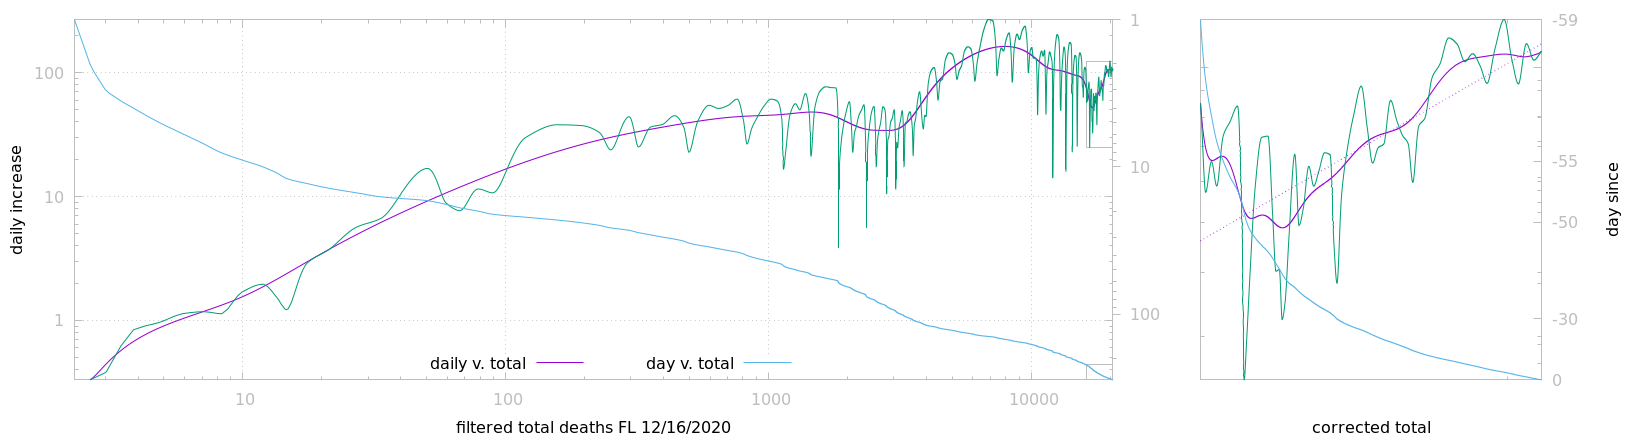 daily increase
100
10
1
10
100
1000
10000
daily v. total
day v. total
filtered total deaths FL 12/16/2020
1
10
100
-59
-55
-50
-30
0
day since
corrected total